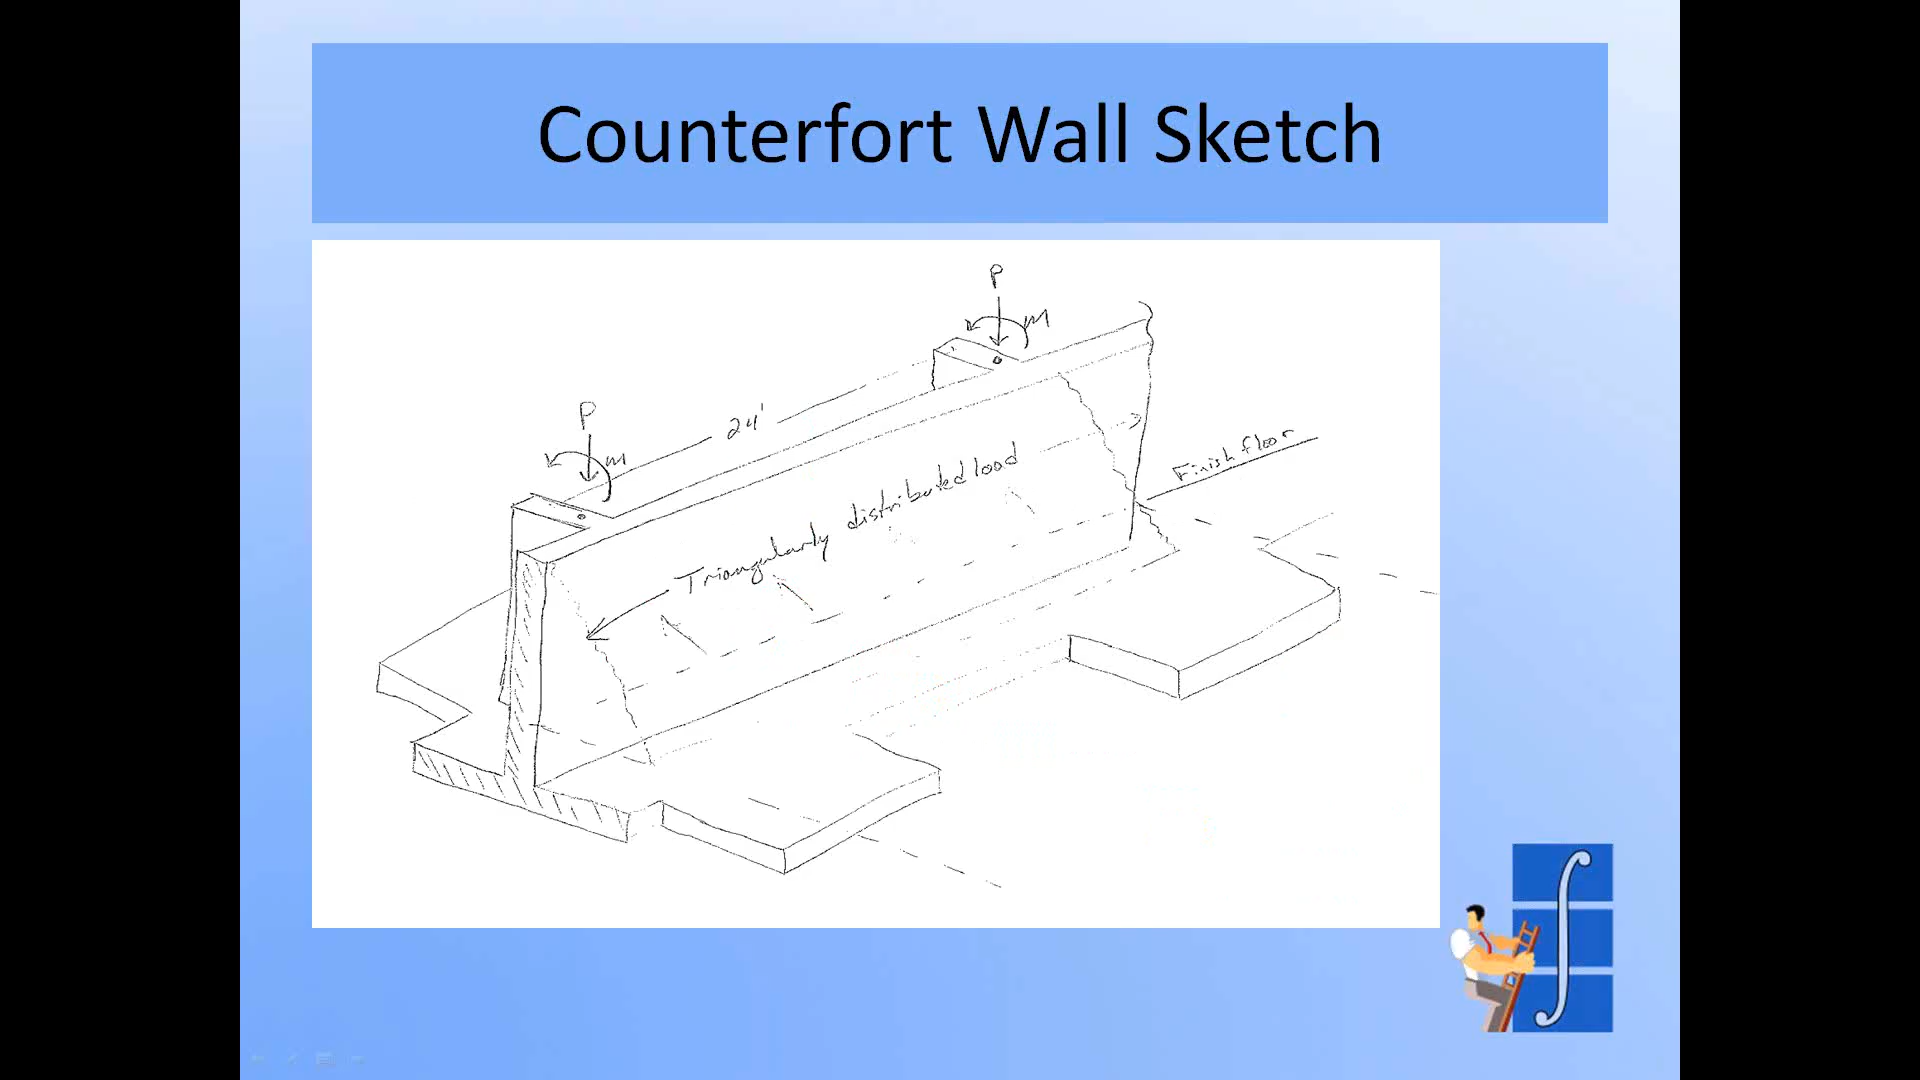 Counterfort Wall Sketch
P
M
P
M
24'
Triangularly distributed load
Finish floor